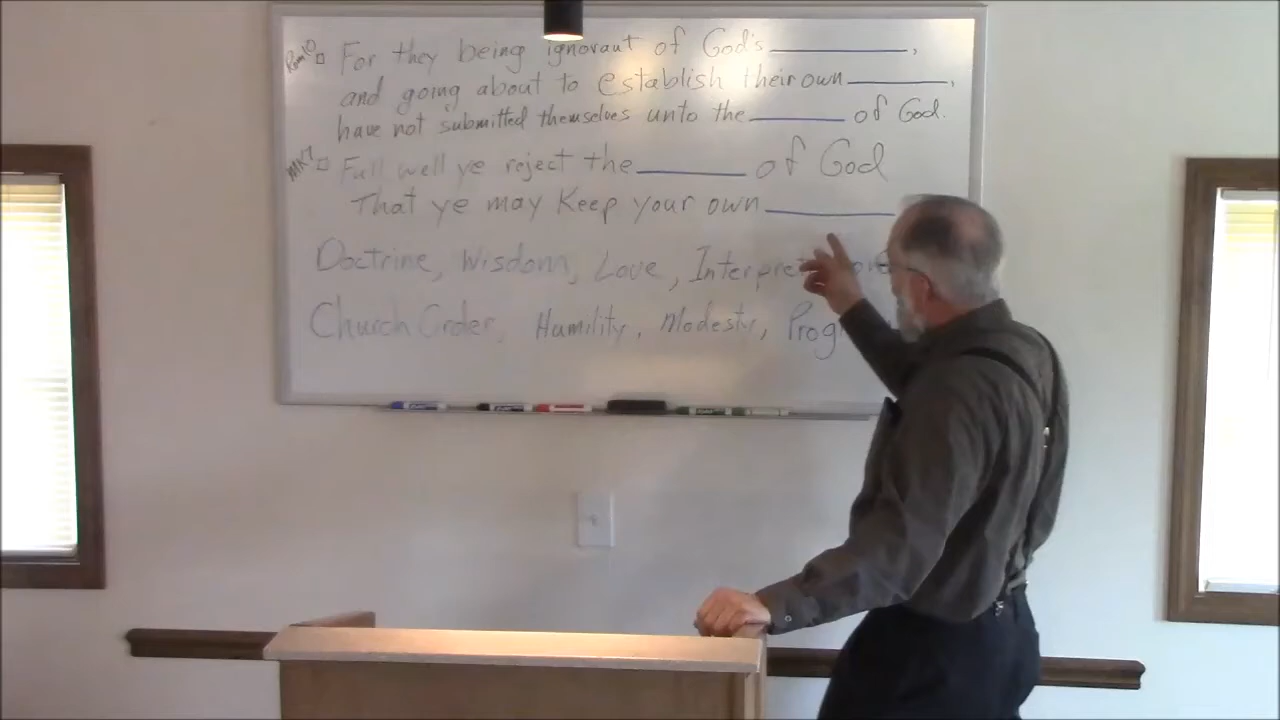 Rom 10 For they being ignorant of God's ________,
and going about to establish their own ________,
have not submitted themselves unto the ________ of God.
MK7 Full well ye reject the ________ of God
That ye may Keep your own ________
Doctrine, Wisdom, Love,
Church Order, Humility, Modesty,